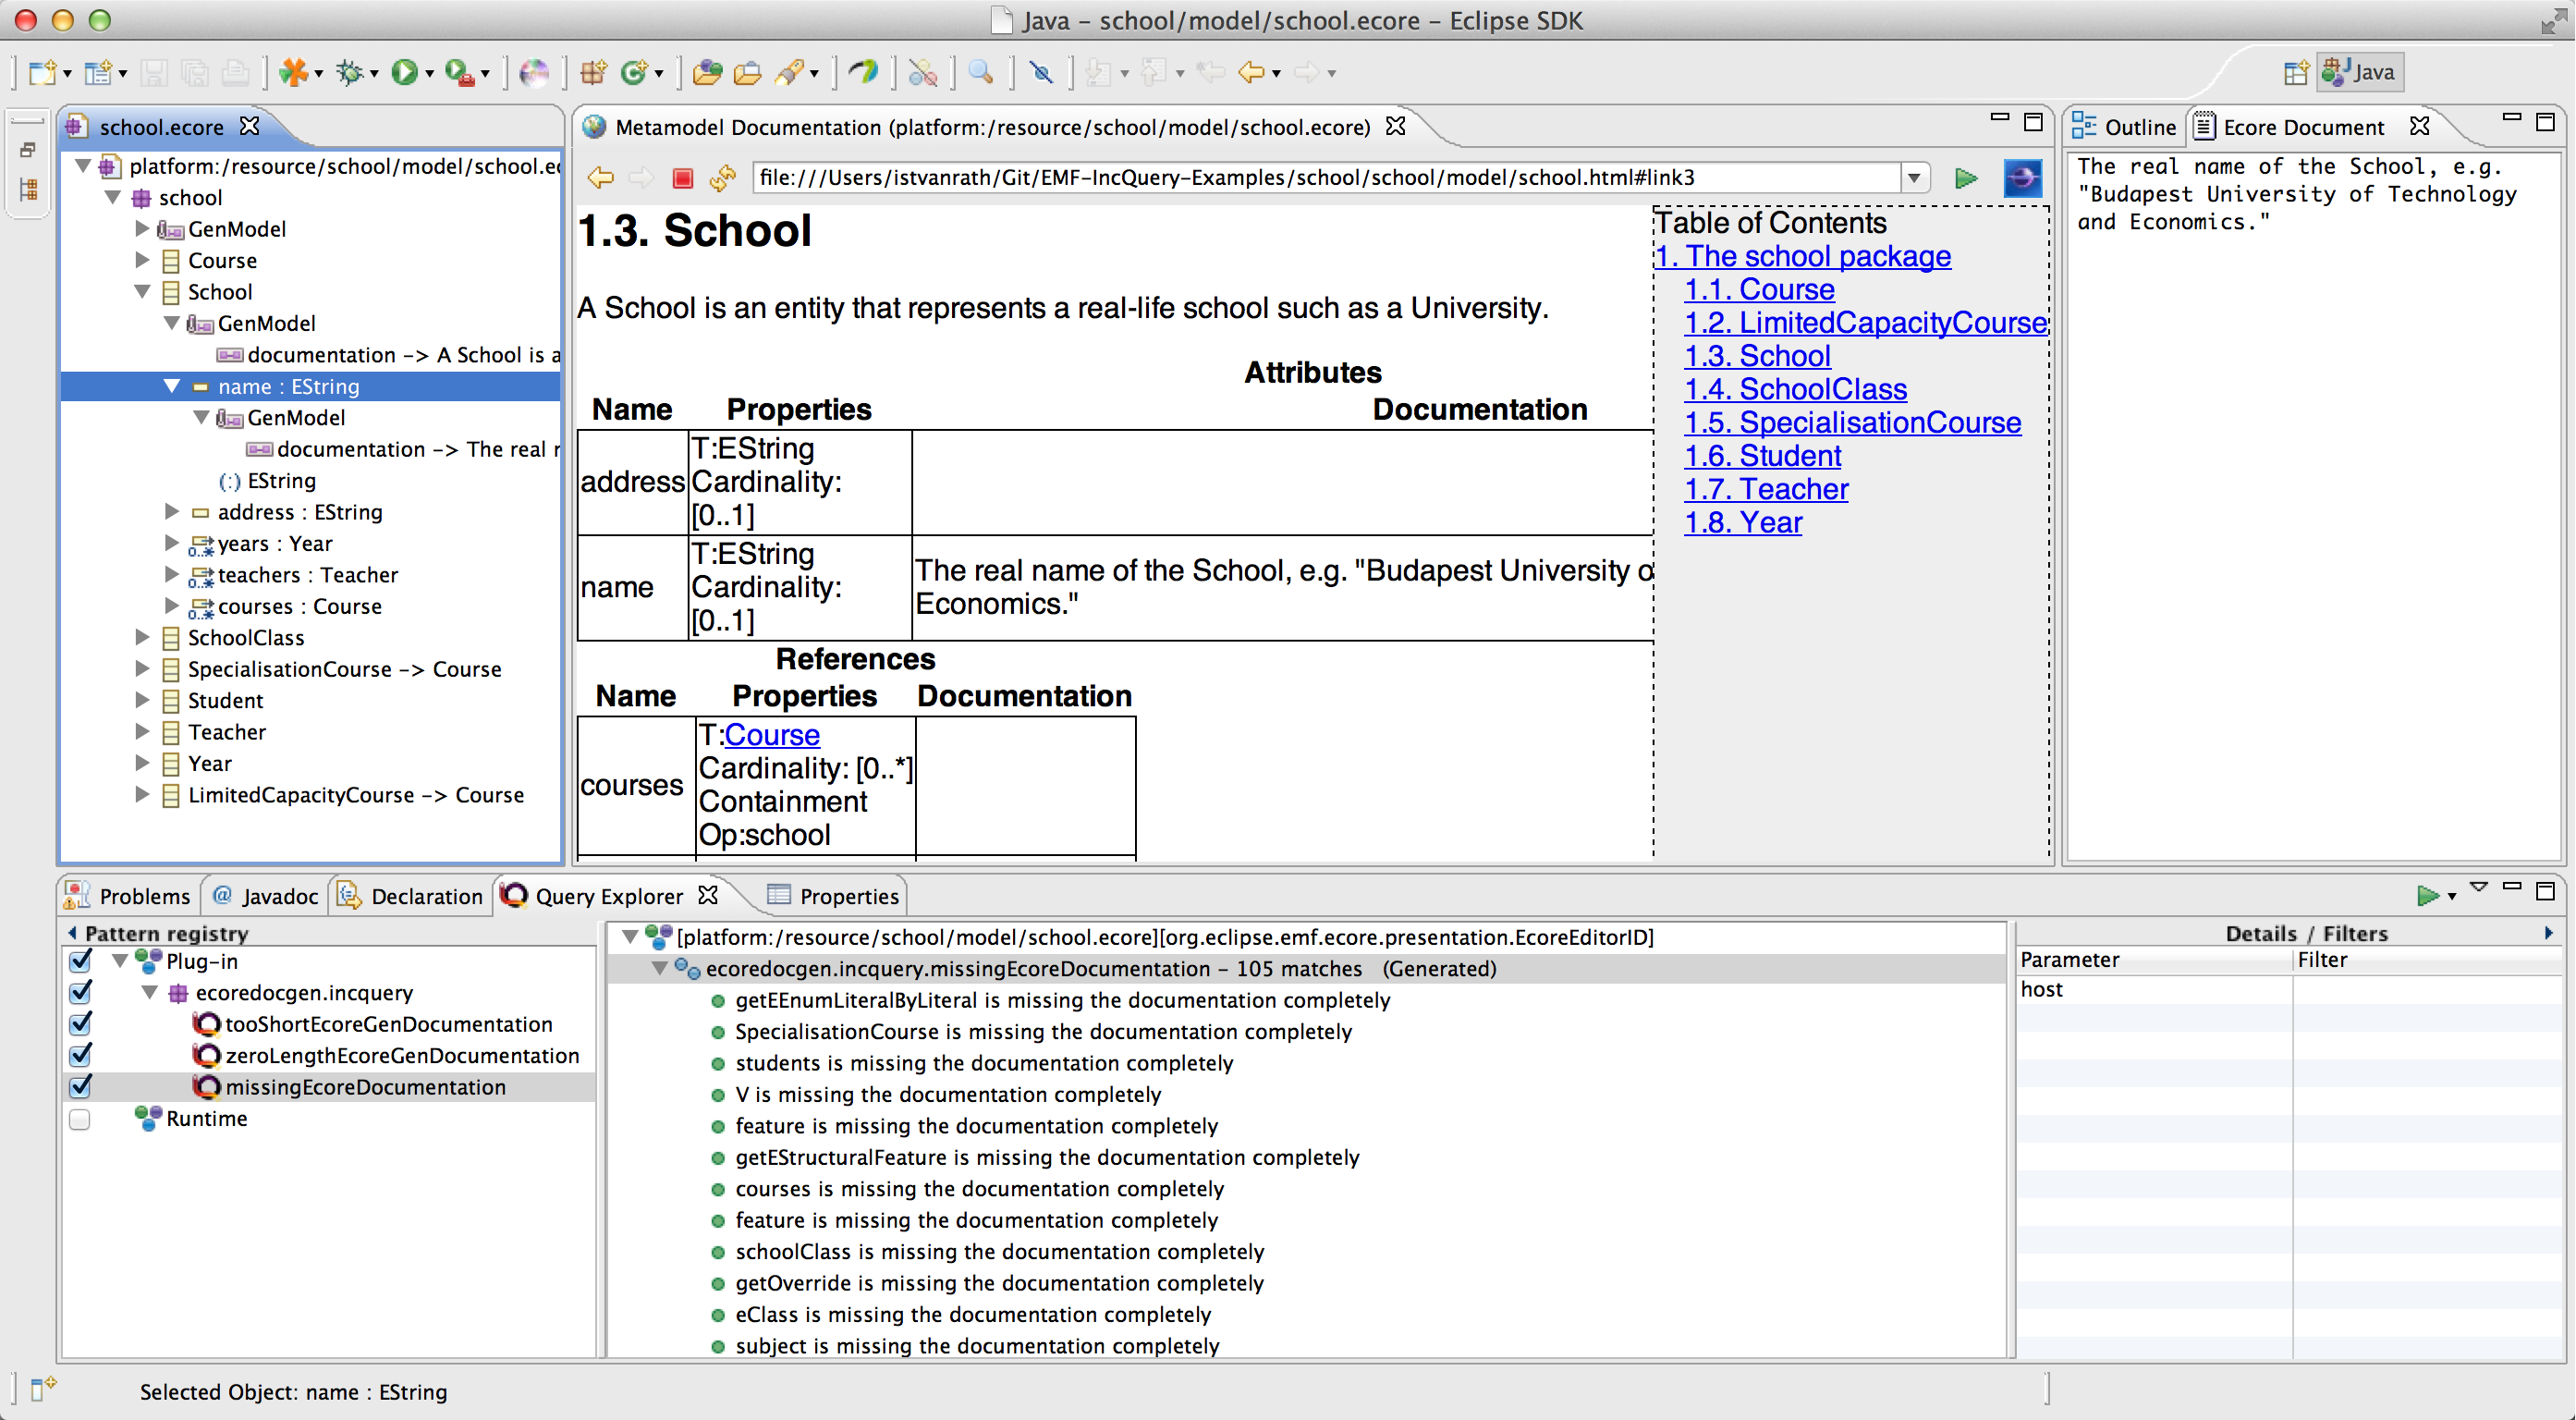 Java – school/model/school.ecore – Eclipse SDK
Java
school.ecore
platform:/resource/school/model/school.ec
school
GenModel
Course
School
GenModel
documentation -> A School is a
name : EString
GenModel
documentation -> The real r
EString
address : EString
years : Year
teachers : Teacher
courses : Course
SchoolClass
SpecialisationCourse -> Course
Student
Teacher
Year
LimitedCapacityCourse -> Course
Metamodel Documentation (platform:/resource/school/model/school.ecore)
file:///Users/istvanrath/Git/EMF-IncQuery-Examples/school/school/model/school.html#link3
1.3. School
A School is an entity that represents a real-life school such as a University.
Attributes
Name Properties Documentation
address T:EString Cardinality: [0..1]
name T:EString Cardinality: [0..1] The real name of the School, e.g. "Budapest University o
Economics."
References
Name Properties Documentation
courses T:Course
Cardinality: [0..*]
Containment
Op:school
Table of Contents
1. The school package
1.1. Course
1.2. LimitedCapacityCourse
1.3. School
1.4. SchoolClass
1.5. SpecialisationCourse
1.6. Student
1.7. Teacher
1.8. Year
Outline Ecore Document
The real name of the School, e.g.
"Budapest University of Technology
and Economics."
Problems Javadoc Declaration Query Explorer Properties
Pattern registry
Plug-in
ecoredocgen.incquery
tooShortEcoreGenDocumentation
zeroLengthEcoreGenDocumentation
missingEcoreDocumentation
Runtime
[platform:/resource/school/model/school.ecore][org.eclipse.emf.ecore.presentation.EcoreEditorID]
ecoredocgen.incquery.missingEcoreDocumentation – 105 matches (Generated)
getEEnumLiteralByLiteral is missing the documentation completely
SpecialisationCourse is missing the documentation completely
students is missing the documentation completely
V is missing the documentation completely
feature is missing the documentation completely
getEStructuralFeature is missing the documentation completely
courses is missing the documentation completely
feature is missing the documentation completely
schoolClass is missing the documentation completely
getOverride is missing the documentation completely
eClass is missing the documentation completely
subject is missing the documentation completely
Details / Filters
Parameter Filter
host
Selected Object: name : EString